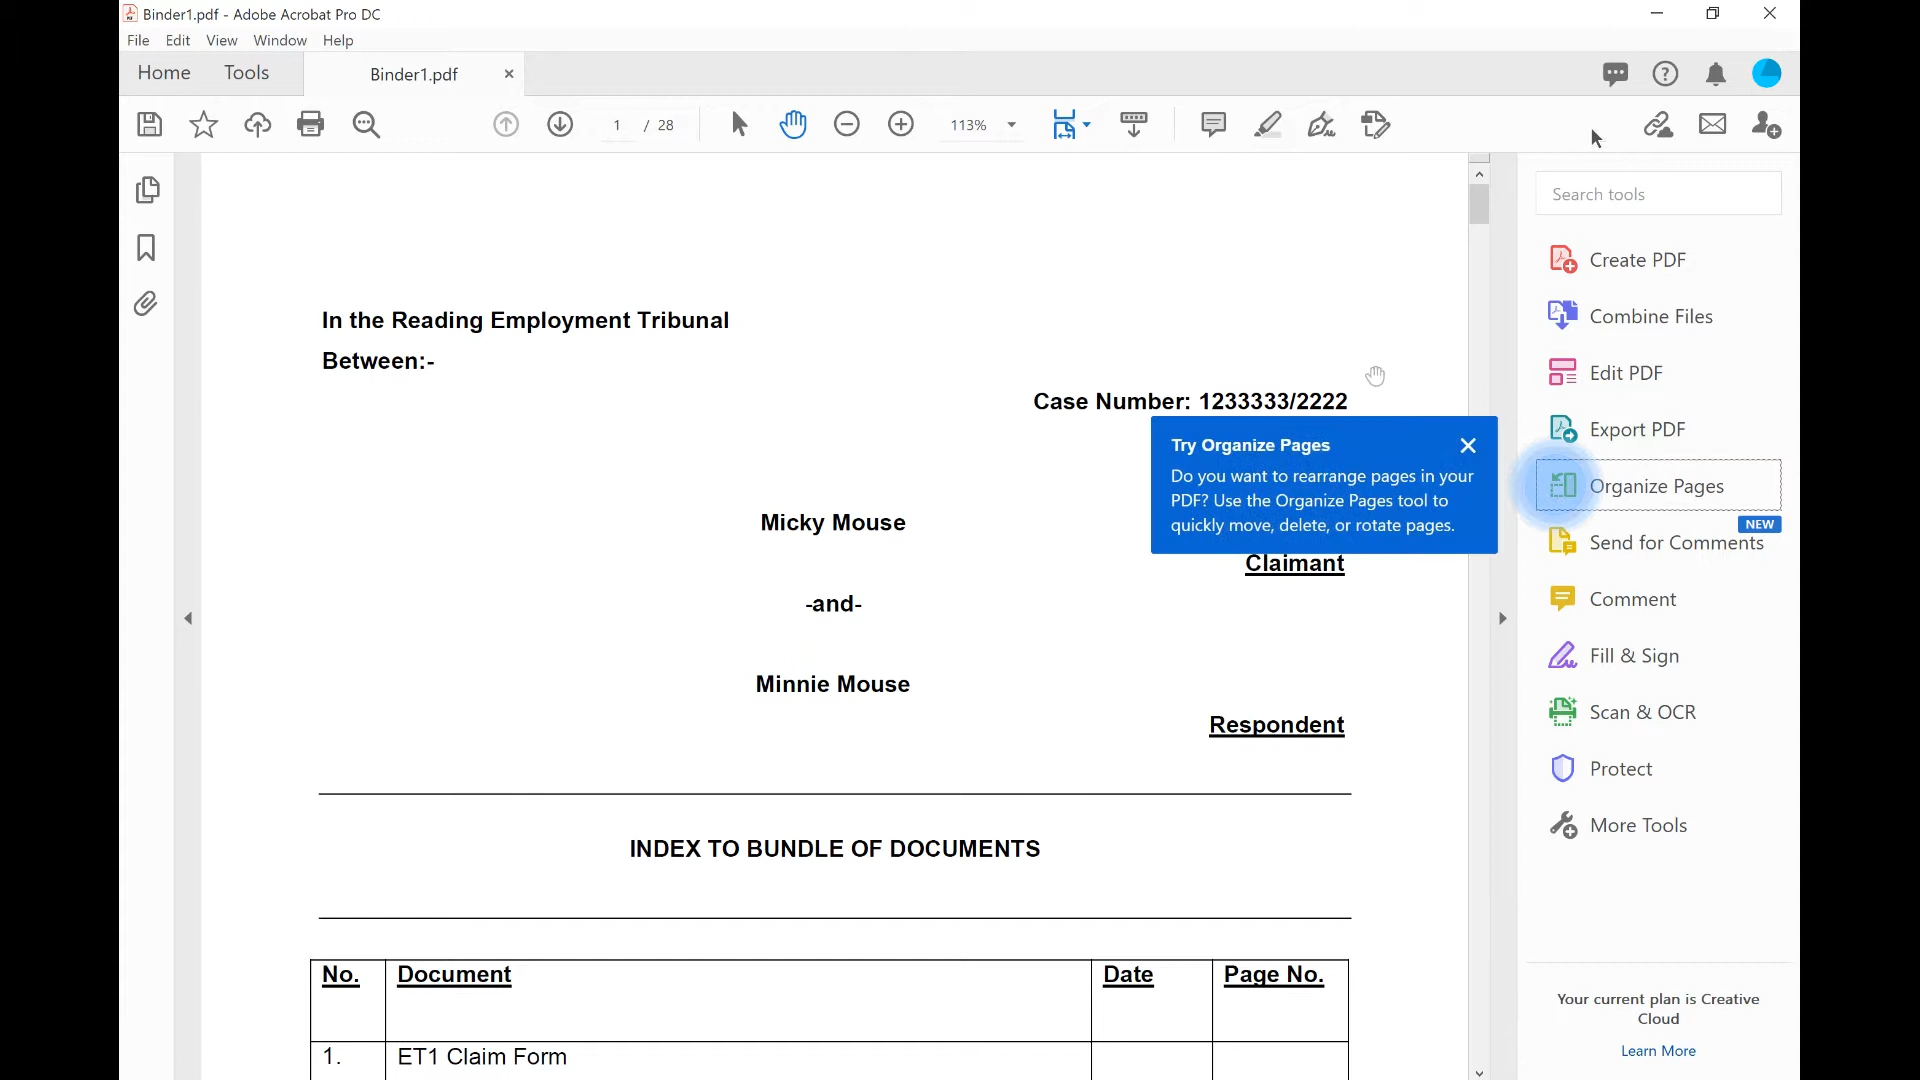 Binder1.pdf - Adobe Acrobat Pro DC
File Edit View Window Help
Home Tools Binder1.pdf
1 / 28 113%
Search tools
Create PDF
Combine Files
Edit PDF
Export PDF
Organize Pages
NEW
Send for Comments
Comment
Fill & Sign
Scan & OCR
Protect
More Tools
Your current plan is Creative
Cloud
Learn More
In the Reading Employment Tribunal
Between:-
Case Number: 1233333/2222
Try Organize Pages
Do you want to rearrange pages in your
PDF? Use the Organize Pages tool to
quickly move, delete, or rotate pages.
Micky Mouse
Claimant
-and-
Minnie Mouse
Respondent
INDEX TO BUNDLE OF DOCUMENTS
No. Document Date Page No.
1. ET1 Claim Form